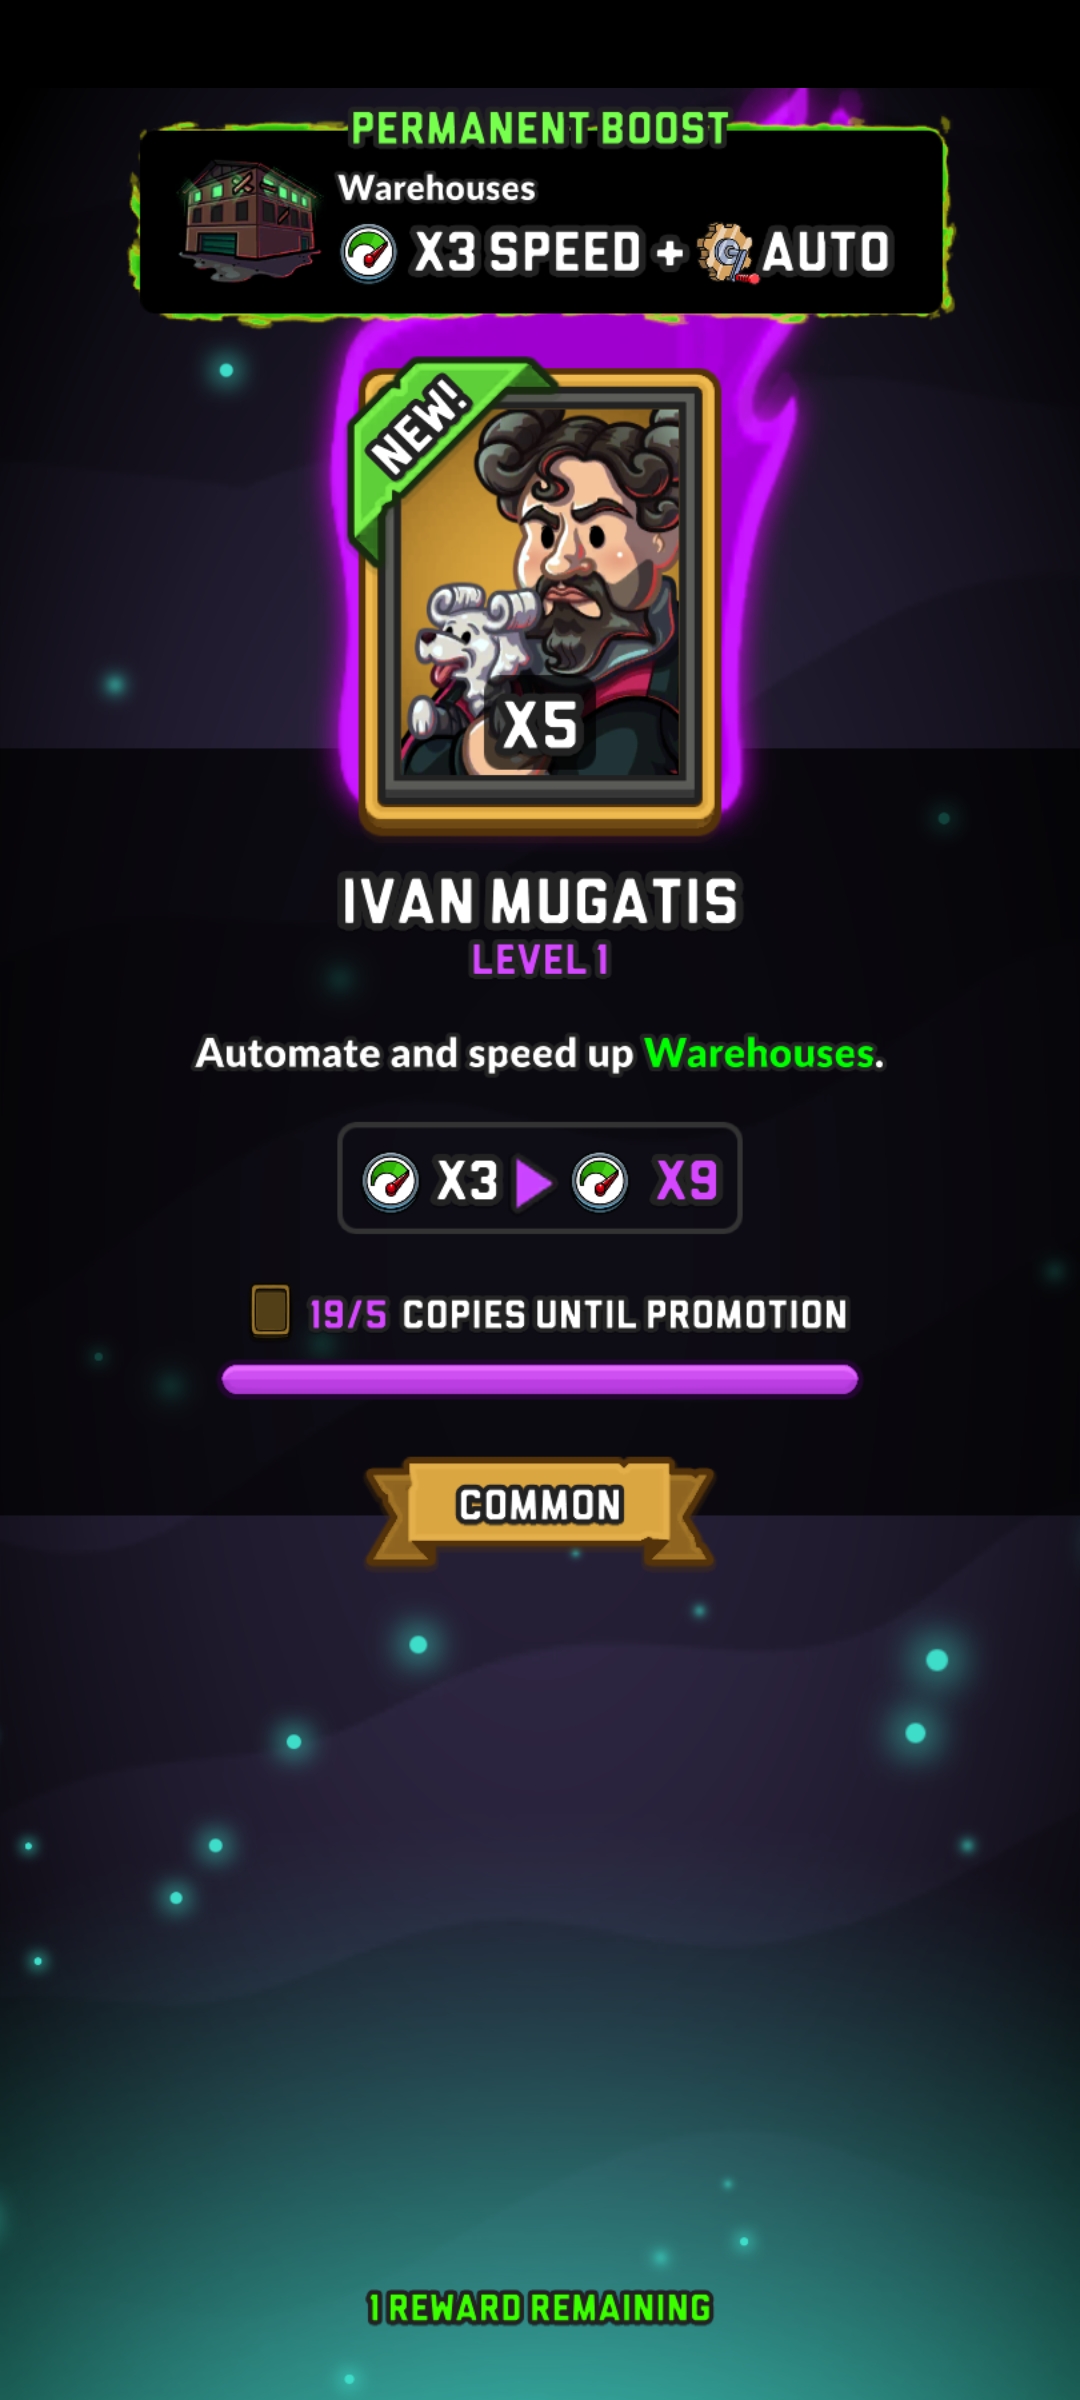 PERMANENT BOOST
Warehouses
X3 SPEED + AUTO
NEW!
X5
IVAN MUGATIS
LEVEL 1
Automate and speed up Warehouses.
X3 X9
19/5 COPIES UNTIL PROMOTION
COMMON
1 REWARD REMAINING